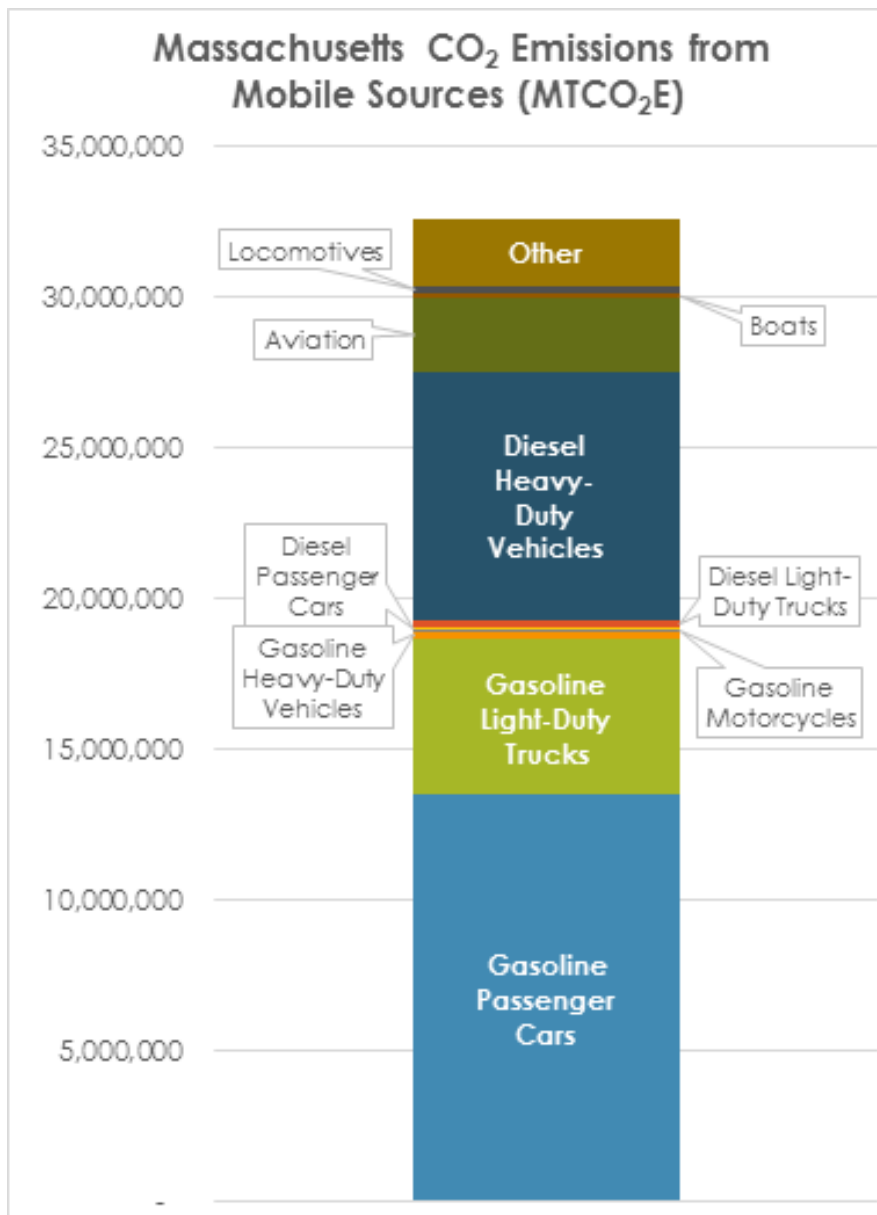 Massachusetts CO₂ Emissions from
Mobile Sources (MTCO₂E)
35,000,000
Locomotives
Other
30,000,000
Boats
Aviation
25,000,000
Diesel
Heavy-
Duty
Vehicles
Diesel
Passenger
Cars
20,000,000
Diesel Light-
Duty Trucks
Gasoline
Heavy-Duty
Vehicles
Gasoline
Light-Duty
Trucks
Gasoline
Motorcycles
15,000,000
10,000,000
Gasoline
Passenger
Cars
5,000,000
-